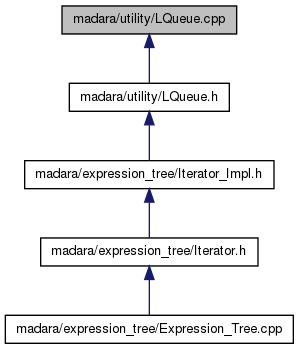 madara/utility/LQueue.cpp
madara/utility/LQueue.h
madara/expression_tree/Iterator_Impl.h
madara/expression_tree/Iterator.h
madara/expression_tree/Expression_Tree.cpp